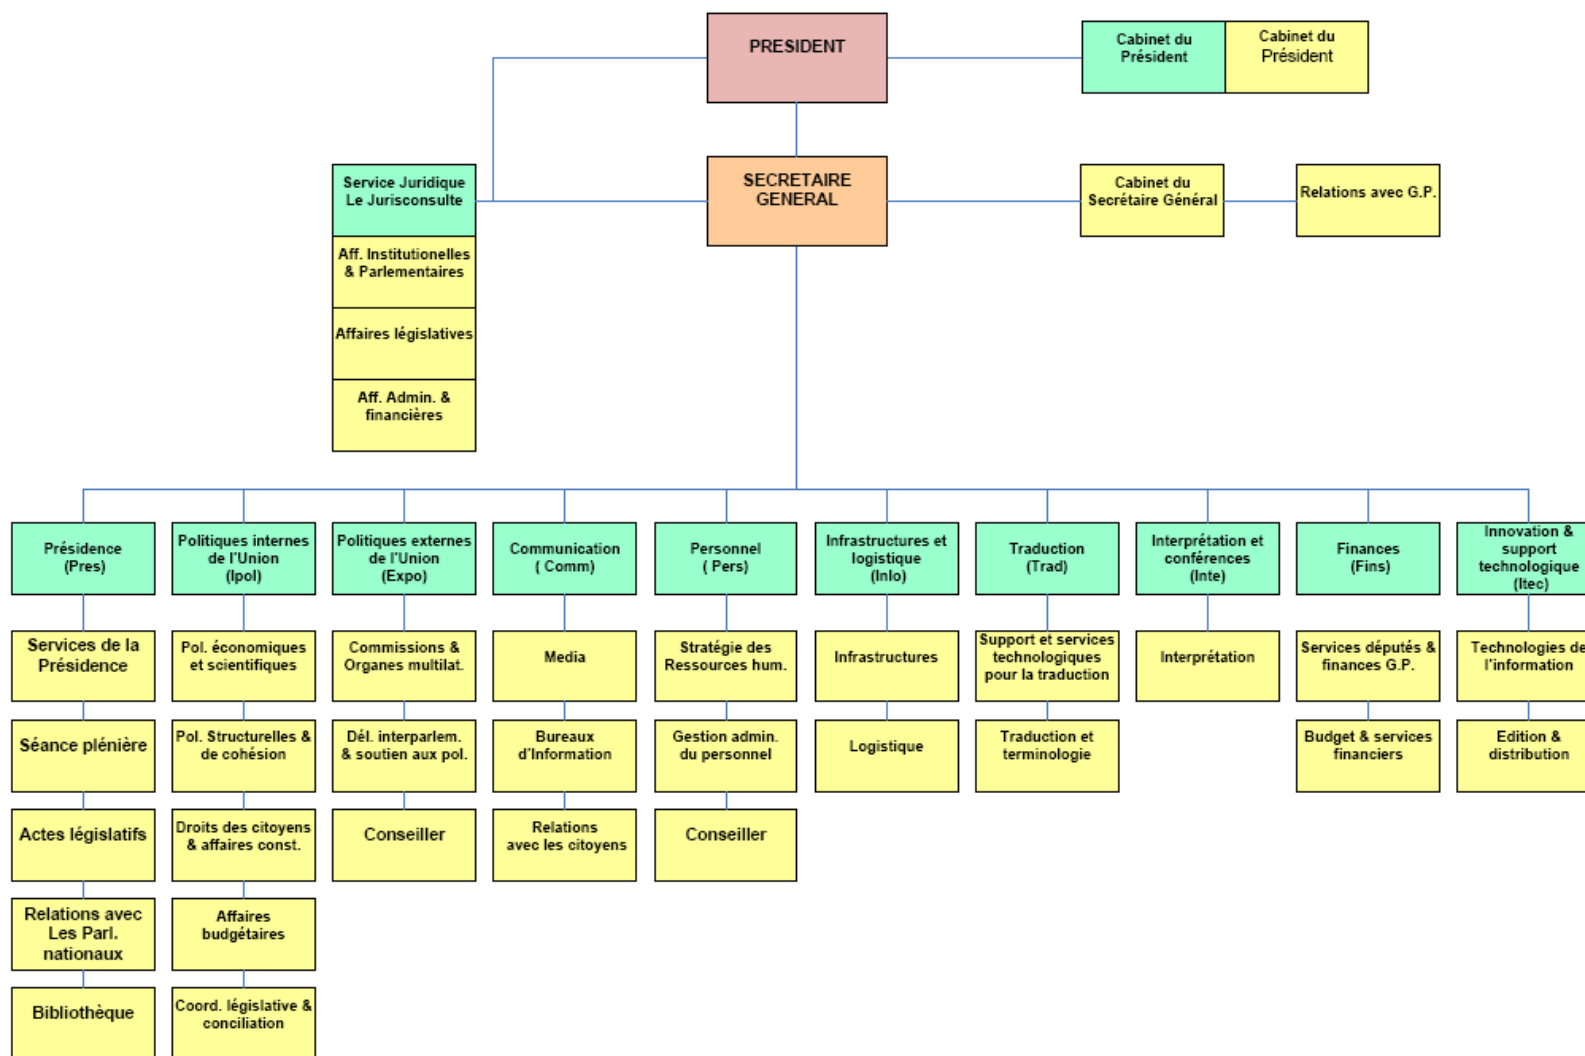 PRESIDENT
Cabinet du
Président
Cabinet du
Président
Service Juridique
Le Jurisconsulte
SECRETAIRE
GENERAL
Cabinet du
Secrétaire Général
Relations avec G.P.
Aff. Institutionelles
& Parlementaires
Affaires législatives
Aff. Admin. &
financières
Présidence
(Pres)
Politiques internes
de l'Union
(Ipol)
Politiques externes
de l'Union
(Expo)
Communication
( Comm)
Personnel
( Pers)
Infrastructures et
logistique
(Inlo)
Traduction
(Trad)
Interprétation et
conférences
(Inte)
Finances
(Fins)
Innovation &
support
technologique
(Itec)
Services de la
Présidence
Pol. économiques
et scientifiques
Commissions &
Organes multilat.
Media
Stratégie des
Ressources hum.
Infrastructures
Support et services
technologiques
pour la traduction
Interprétation
Services députés &
finances G.P.
Technologies de
l'information
Séance plénière
Pol. Structurelles &
de cohésion
Dél. interparlem.
& soutien aux pol.
Bureaux
d'Information
Gestion admin.
du personnel
Logistique
Traduction et
terminologie
Budget & services
financiers
Edition &
distribution
Actes législatifs
Droits des citoyens
& affaires const.
Conseiller
Relations
avec les citoyens
Conseiller
Relations avec
Les Parl.
nationaux
Affaires
budgétaires
Bibliothèque
Coord. législative &
conciliation